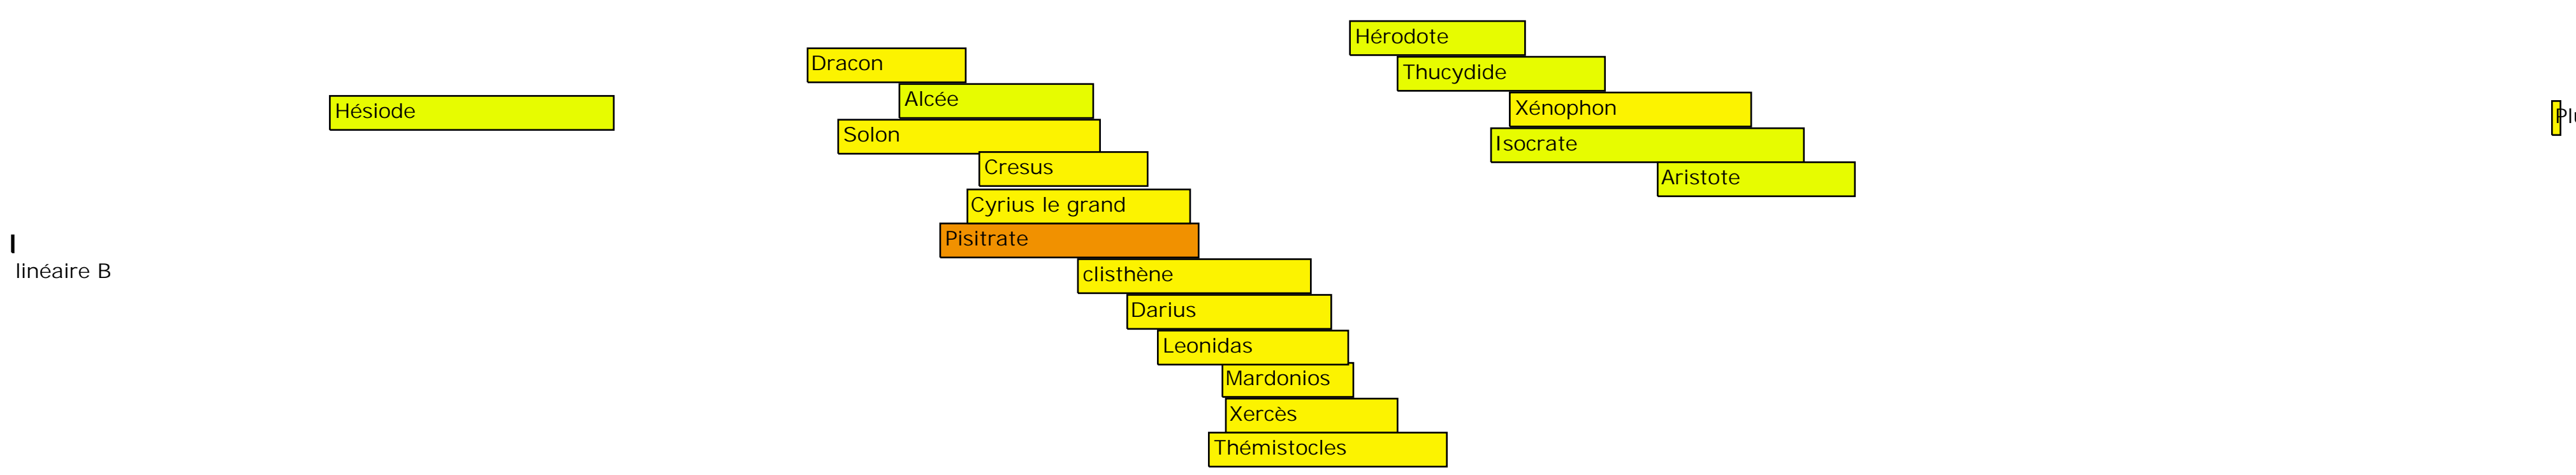 Hérodote
Dracon
Thucydide
Alcée
Xénophon
Hésiode
Solon
Isocrate
Cresus
Aristote
Cyrius le grand
Pisitrate
linéaire B
clisthène
Darius
Leonidas
Mardonios
Xercès
Thémistocles